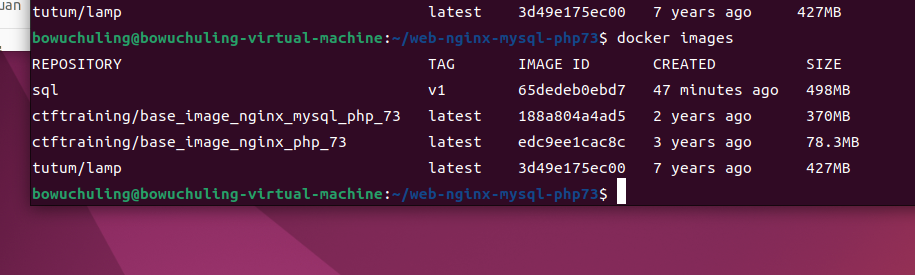 uan
tutum/lamp latest 3d49e175ec00 7 years ago 427MB
bowuchuling@bowuchuling-virtual-machine:~/web-nginx-mysql-php73$ docker images
REPOSITORY TAG IMAGE ID CREATED SIZE
sql v1 65dedeb0ebd7 47 minutes ago 498MB
ctftraining/base_image_nginx_mysql_php_73 latest 188a804a4ad5 2 years ago 370MB
ctftraining/base_image_nginx_php_73 latest edc9ee1cac8c 3 years ago 78.3MB
tutum/lamp latest 3d49e175ec00 7 years ago 427MB
bowuchuling@bowuchuling-virtual-machine:~/web-nginx-mysql-php73$